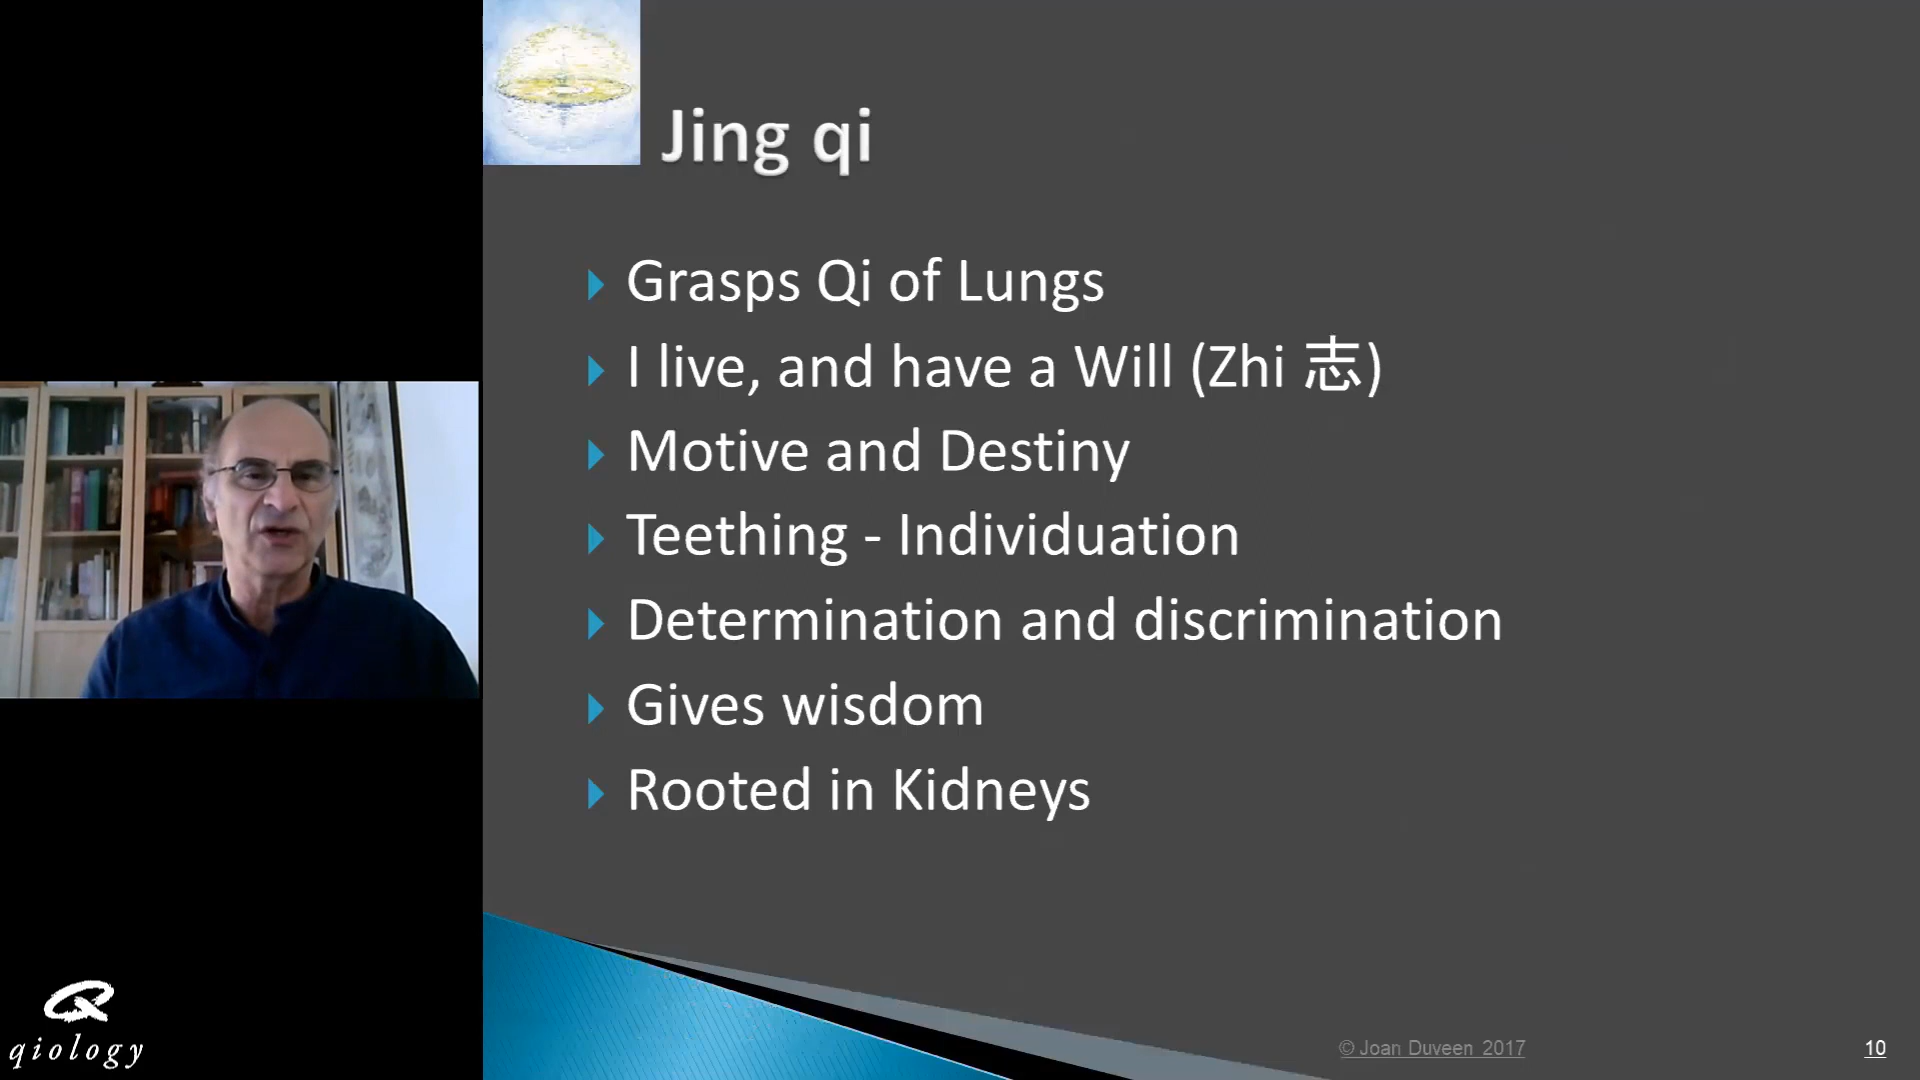 Jing qi
Grasps Qi of Lungs
I live, and have a Will (Zhi 志)
Motive and Destiny
Teething - Individuation
Determination and discrimination
Gives wisdom
Rooted in Kidneys
qiology
© Joan Duveen 2017
10